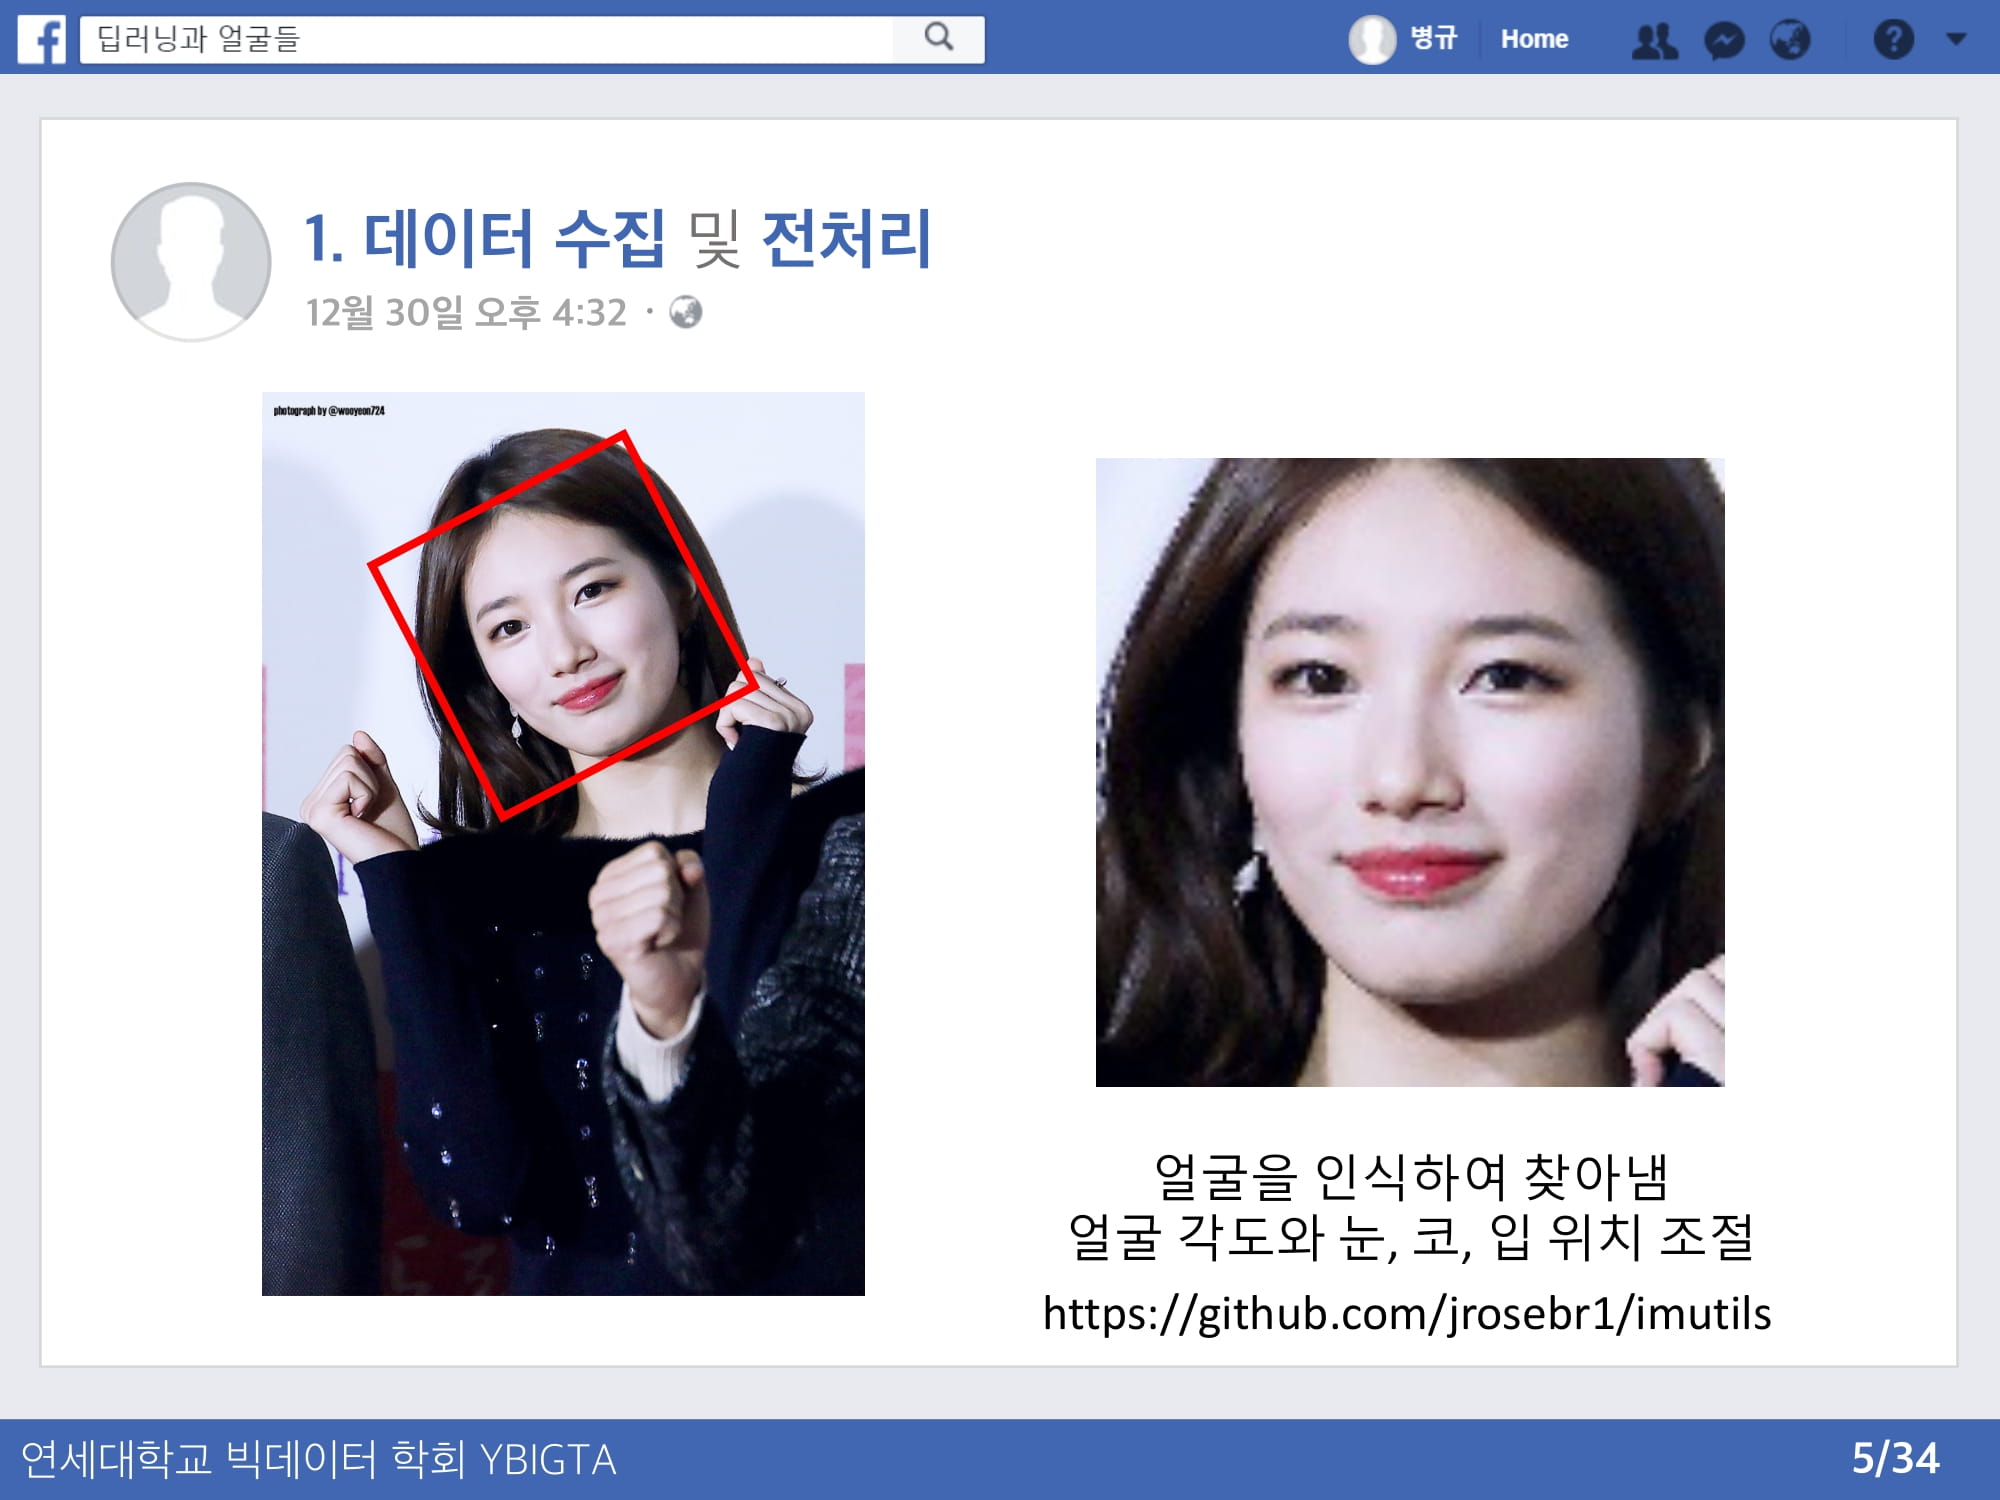 f
딥러닝과 얼굴들
병규
Home
?
1. 데이터 수집 및 전처리
12월 30일 오후 4:32 ·
photograph by @wooyeon724
얼굴을 인식하여 찾아냄
얼굴 각도와 눈, 코, 입 위치 조절
https://github.com/jrosebr1/imutils
연세대학교 빅데이터 학회 YBIGTA
5/34